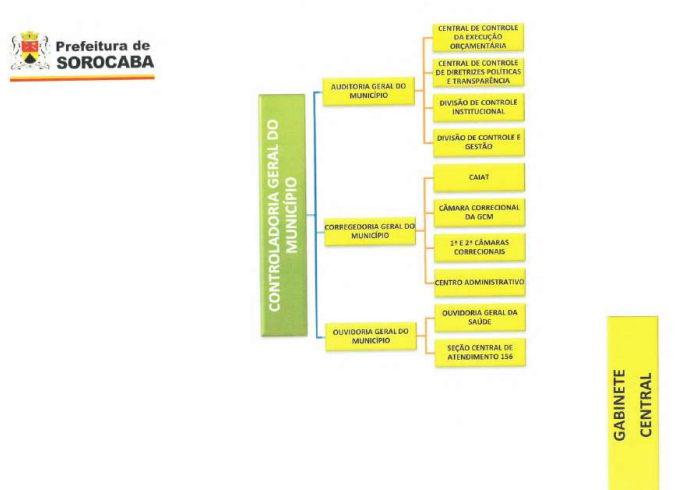 Prefeitura de
SOROCABA
CONTROLADORIA GERAL DO
MUNICÍPIO
AUDITORIA GERAL DO
MUNICÍPIO
CENTRAL DE CONTROLE
DA EXECUÇÃO
ORÇAMENTÁRIA
CENTRAL DE CONTROLE
DE DIRETRIZES POLÍTICAS
E TRANSPARÊNCIA
DIVISÃO DE CONTROLE
INSTITUCIONAL
DIVISÃO DE CONTROLE E
GESTÃO
CORREGEDORIA GERAL DO
MUNICÍPIO
CAIAT
CÂMARA CORRECIONAL
DA GCM
1ª E 2ª CÂMARAS
CORRECIONAIS
CENTRO ADMINISTRATIVO
OUVIDORIA GERAL DO
MUNICÍPIO
OUVIDORIA GERAL DA
SAÚDE
SEÇÃO CENTRAL DE
ATENDIMENTO 156
GABINETE
CENTRAL